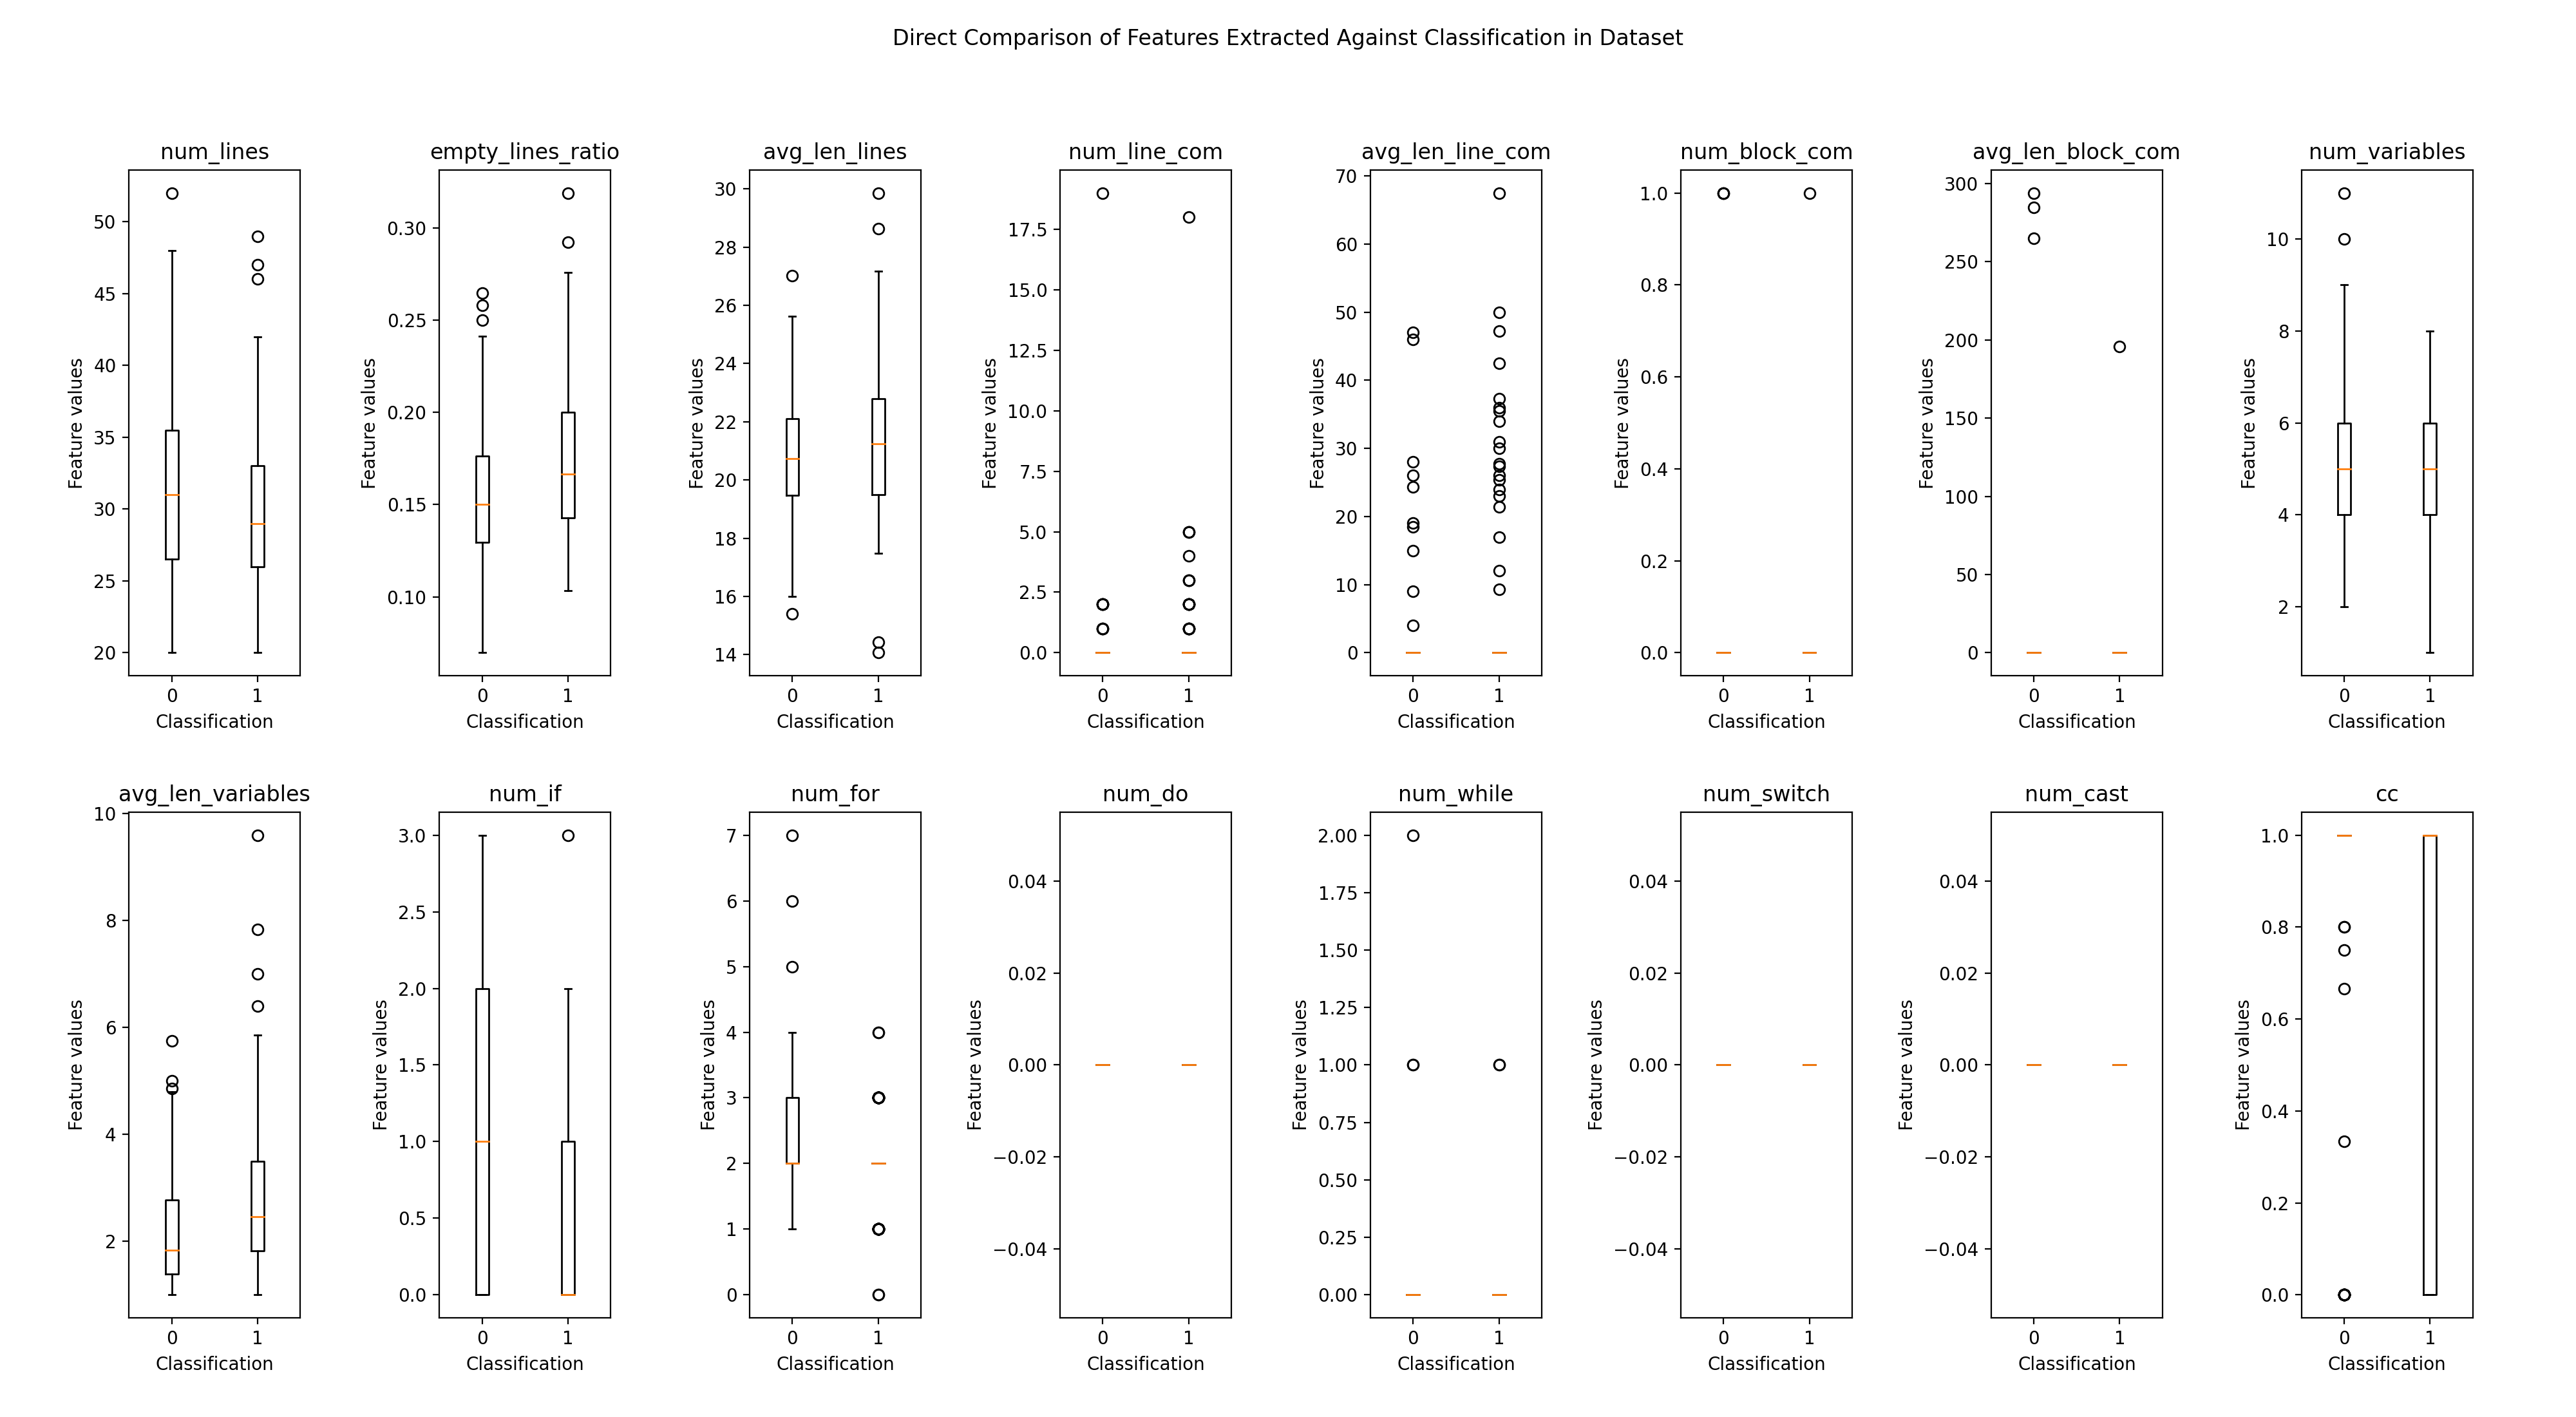 Direct Comparison of Features Extracted Against Classification in Dataset
num_lines
Feature values
50
45
40
35
30
25
20
0 1
Classification
empty_lines_ratio
Feature values
0.30
0.25
0.20
0.15
0.10
0 1
Classification
avg_len_lines
Feature values
30
28
26
24
22
20
18
16
14
0 1
Classification
num_line_com
Feature values
17.5
15.0
12.5
10.0
7.5
5.0
2.5
0.0
0 1
Classification
avg_len_line_com
Feature values
70
60
50
40
30
20
10
0
0 1
Classification
num_block_com
Feature values
1.0
0.8
0.6
0.4
0.2
0.0
0 1
Classification
avg_len_block_com
Feature values
300
250
200
150
100
50
0
0 1
Classification
num_variables
Feature values
10
8
6
4
2
0 1
Classification
avg_len_variables
Feature values
10
8
6
4
2
0 1
Classification
num_if
Feature values
3.0
2.5
2.0
1.5
1.0
0.5
0.0
0 1
Classification
num_for
Feature values
7
6
5
4
3
2
1
0
0 1
Classification
num_do
Feature values
0.04
0.02
0.00
−0.02
−0.04
0 1
Classification
num_while
Feature values
2.00
1.75
1.50
1.25
1.00
0.75
0.50
0.25
0.00
0 1
Classification
num_switch
Feature values
0.04
0.02
0.00
−0.02
−0.04
0 1
Classification
num_cast
Feature values
0.04
0.02
0.00
−0.02
−0.04
0 1
Classification
cc
Feature values
1.0
0.8
0.6
0.4
0.2
0.0
0 1
Classification